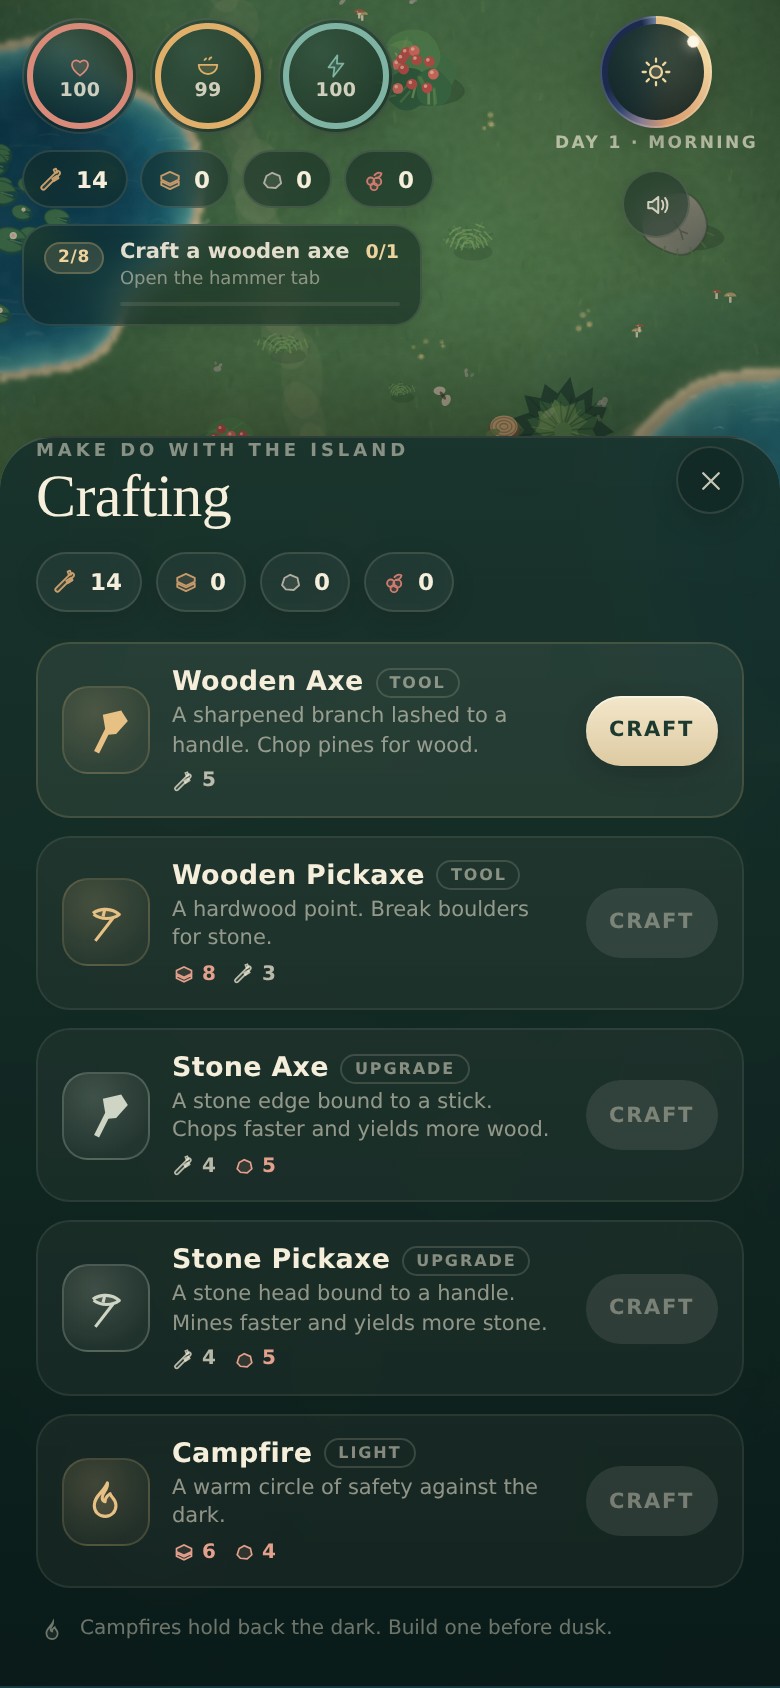 100
99
100
DAY 1 · MORNING
14
0
0
0
2/8
Craft a wooden axe
0/1
Open the hammer tab
MAKE DO WITH THE ISLAND
Crafting
14
0
0
0
Wooden Axe
TOOL
A sharpened branch lashed to a
handle. Chop pines for wood.
5
CRAFT
Wooden Pickaxe
TOOL
A hardwood point. Break boulders
for stone.
8
3
CRAFT
Stone Axe
UPGRADE
A stone edge bound to a stick.
Chops faster and yields more wood.
4
5
CRAFT
Stone Pickaxe
UPGRADE
A stone head bound to a handle.
Mines faster and yields more stone.
4
5
CRAFT
Campfire
LIGHT
A warm circle of safety against the
dark.
6
4
CRAFT
Campfires hold back the dark. Build one before dusk.